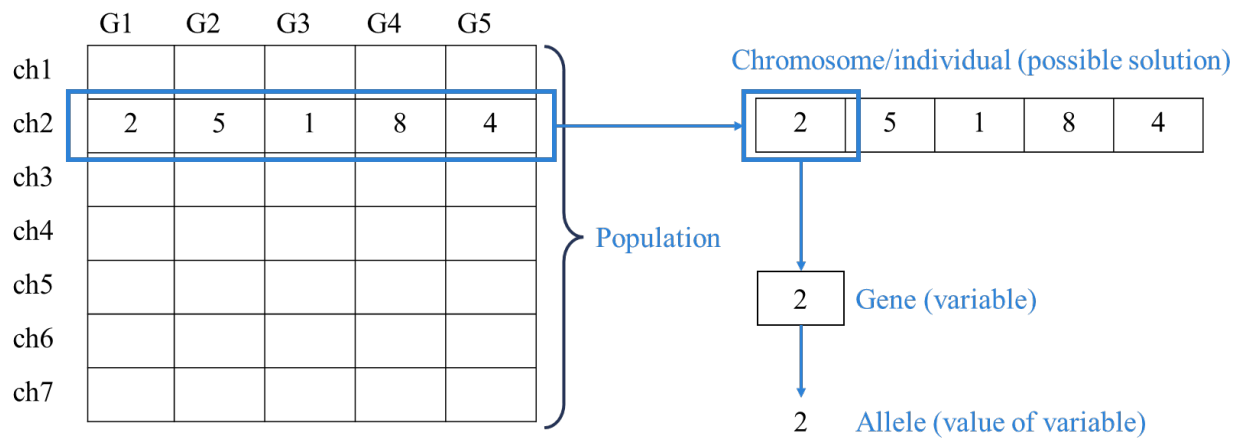 G1 G2 G3 G4 G5
Chromosome/individual (possible solution)
ch1
ch2 2 5 1 8 4 2 5 1 8 4
ch3
ch4 Population
ch5 2 Gene (variable)
ch6
ch7
2 Allele (value of variable)